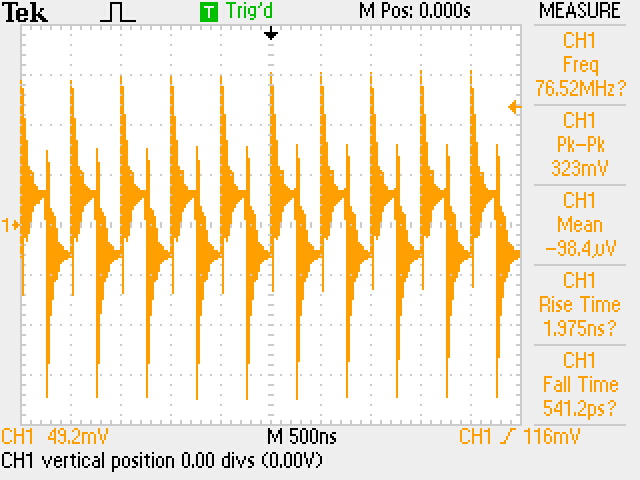 Tek T Trig'd M Pos: 0.000s MEASURE
CH1
Freq
76.52MHz?
CH1
Pk-Pk
323mV
CH1
Mean
-98.4µV
CH1
Rise Time
1.975ns?
CH1
Fall Time
541.2ps?
1
CH1 49.2mV M 500ns CH1 116mV
CH1 vertical position 0.00 divs (0.00V)